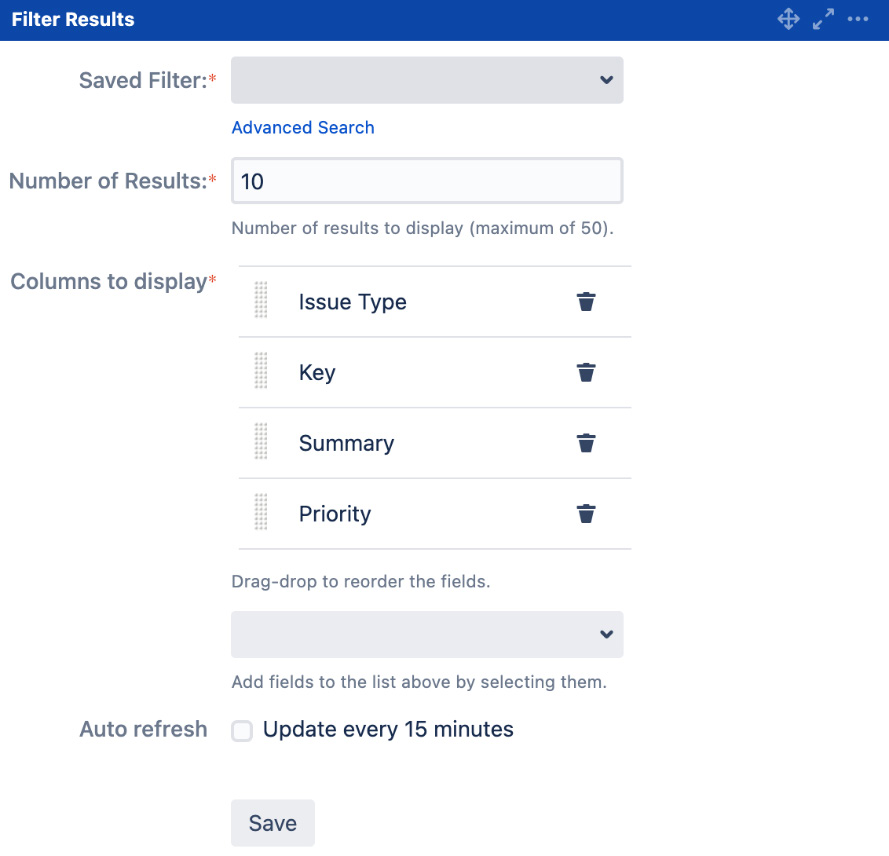 Filter Results
Saved Filter:*
Advanced Search
Number of Results:* 10
Number of results to display (maximum of 50).
Columns to display*
Issue Type
Key
Summary
Priority
Drag-drop to reorder the fields.
Add fields to the list above by selecting them.
Auto refresh Update every 15 minutes
Save